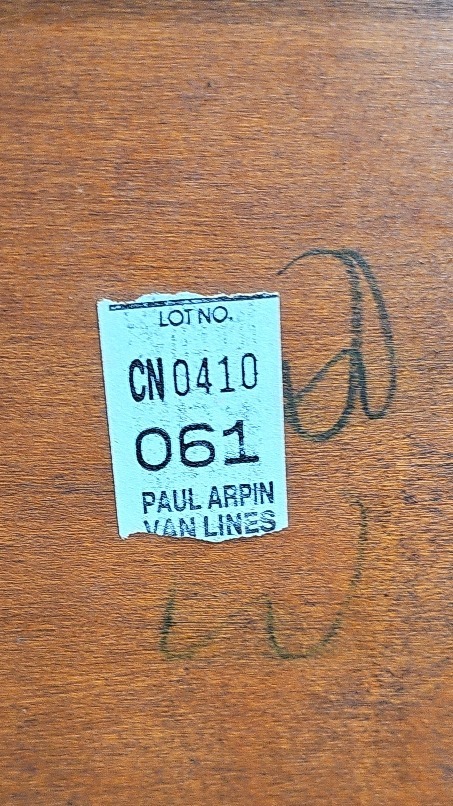 LOT NO.
CN 0410
061
PAUL ARPIN
VAN LINES